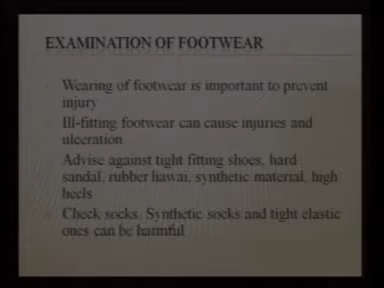 EXAMINATION OF FOOTWEAR
Wearing of footwear is important to prevent
injury
Ill-fitting footwear can cause injuries and
ulceration
Advise against tight fitting shoes, hard
sandal, rubber hawai, synthetic material, high
heels
Check socks. Synthetic socks and tight elastic
ones can be harmful